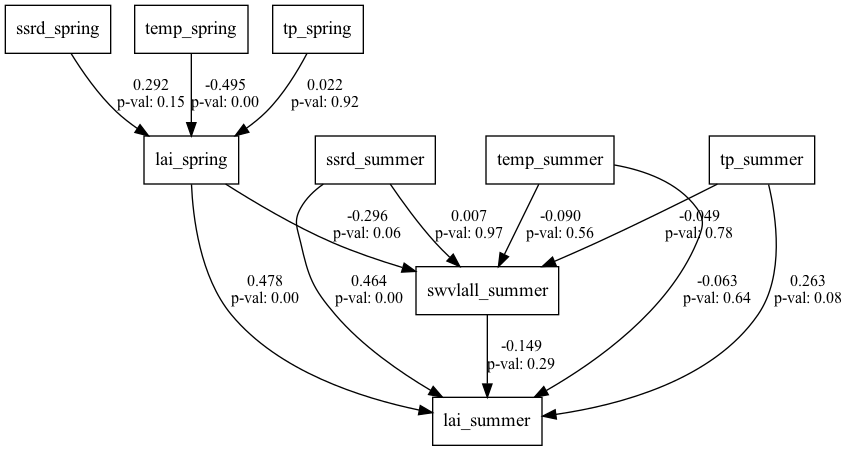 ssrd_spring
temp_spring
tp_spring
0.292
p-val: 0.15
-0.495
p-val: 0.00
0.022
p-val: 0.92
lai_spring
ssrd_summer
temp_summer
tp_summer
-0.296
p-val: 0.06
0.007
p-val: 0.97
-0.090
p-val: 0.56
-0.049
p-val: 0.78
0.478
p-val: 0.00
0.464
p-val: 0.00
swvlall_summer
-0.063
p-val: 0.64
0.263
p-val: 0.08
-0.149
p-val: 0.29
lai_summer